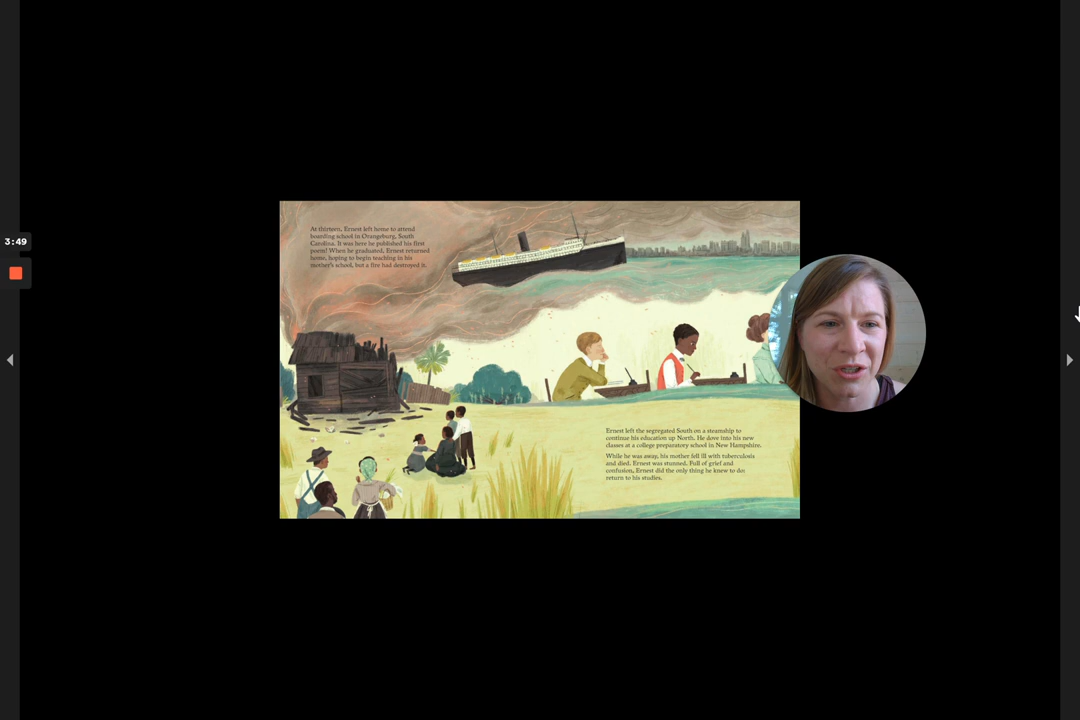 3:49
At thirteen, Ernest left home to attend
boarding school in Orangeburg, South
Carolina. It was here he published his first
poem! When he graduated, Ernest returned
home, hoping to begin teaching in his
mother's school, but a fire had destroyed it.
Ernest left the segregated South on a steamship to
continue his education up North. He dove into his new
classes at a college preparatory school in New Hampshire.
While he was away, his mother fell ill with tuberculosis
and died. Ernest was stunned. Full of grief and
confusion, Ernest did the only thing he knew to do:
return to his studies.